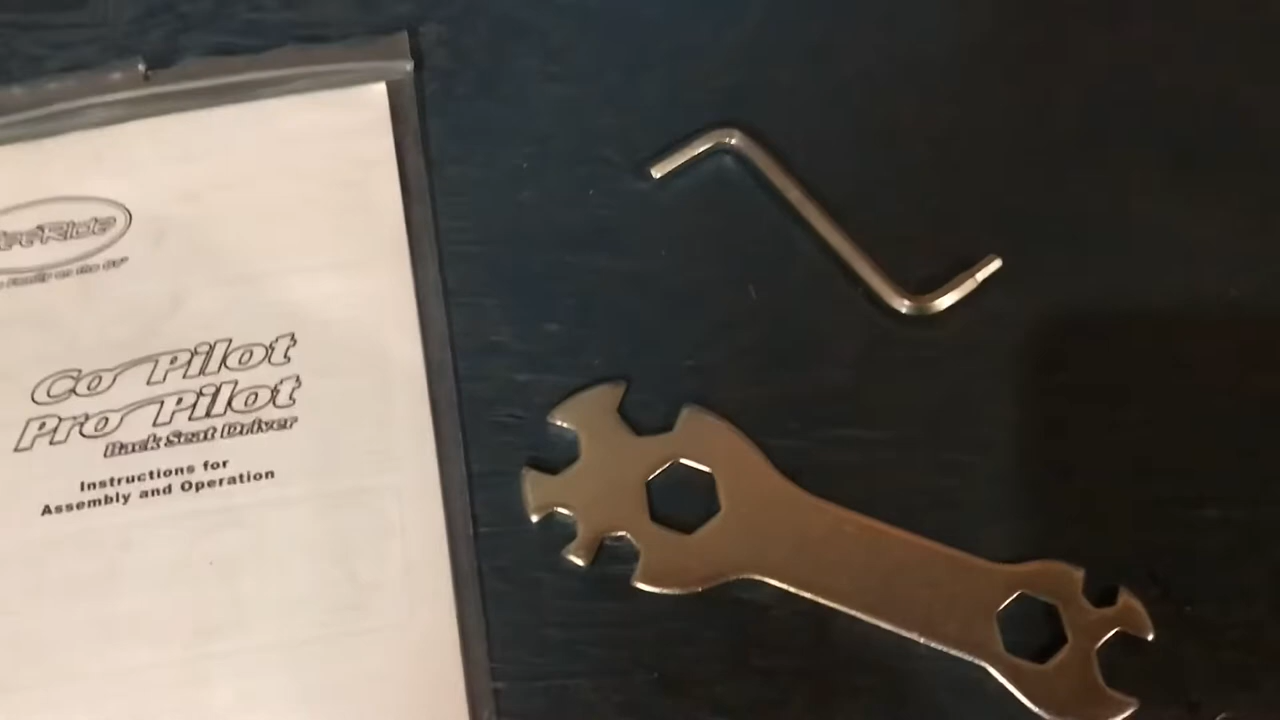 Co Pilot
Pro Pilot
Back Seat Driver
Instructions for
Assembly and Operation